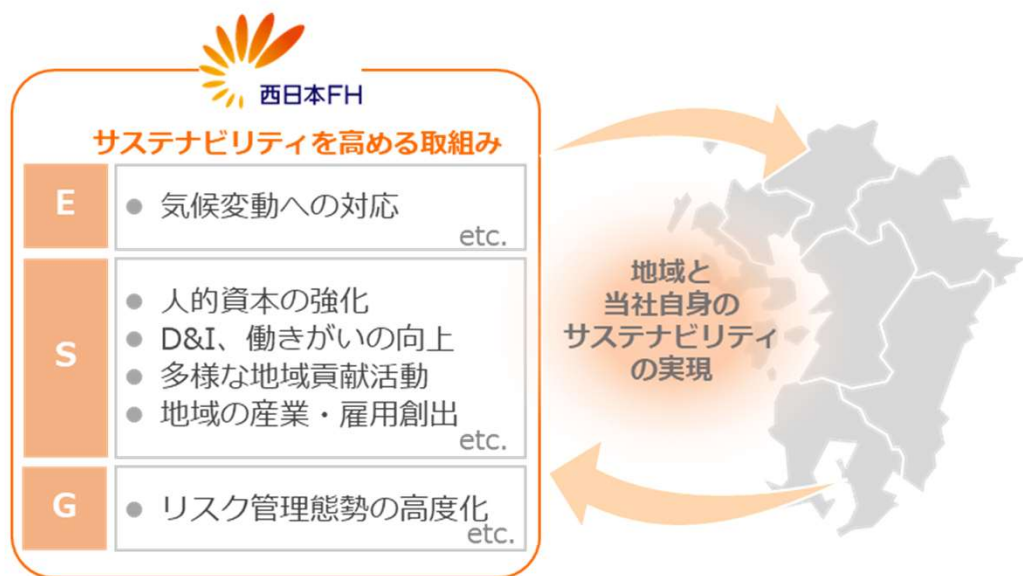 西日本FH
サステナビリティを高める取組み
E
● 気候変動への対応
etc.
S
● 人的資本の強化
● D&I、働きがいの向上
● 多様な地域貢献活動
● 地域の産業・雇用創出
etc.
G
● リスク管理態勢の高度化
etc.
地域と
当社自身の
サステナビリティ
の実現